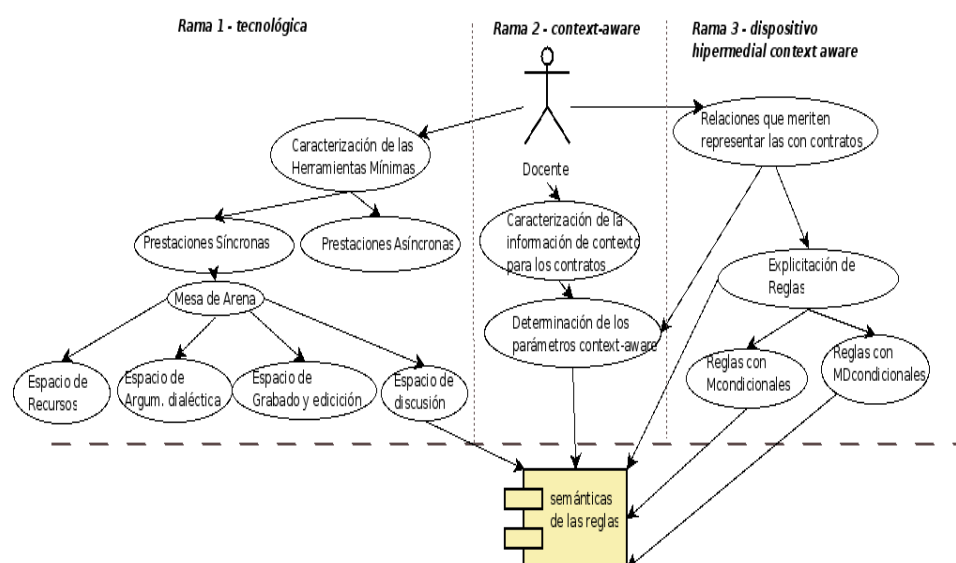 Rama 1 - tecnológica
Rama 2 - context-aware
Rama 3 - dispositivo
hipermedial context aware
Relaciones que meriten
representar las con contratos
Caracterización de las
Herramientas Mínimas
Docente
Caracterización de la
información de contexto
para los contratos
Prestaciones Síncronas
Prestaciones Asíncronas
Explicitación de
Reglas
Mesa de Arena
Determinación de los
parámetros context-aware
Reglas con
Mcondicionales
Reglas con
MDcondicionales
Espacio de
Recursos
Espacio de
Argum. dialéctica
Espacio de
Grabado y edicición
Espacio de
discusión
semánticas
de las reglas